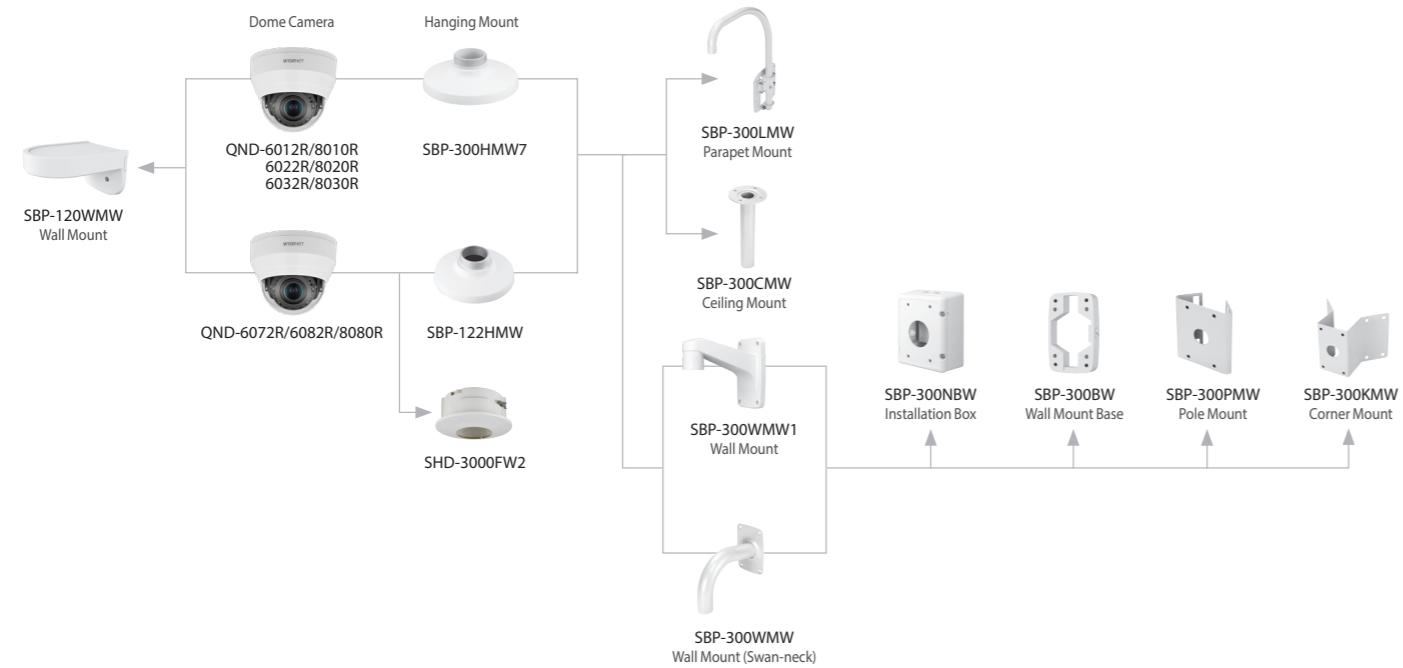 Dome Camera
Hanging Mount
QND-6012R/8010R
6022R/8020R
6032R/8030R
SBP-300HMW7
SBP-300LMW
Parapet Mount
SBP-120WMW
Wall Mount
SBP-300CMW
Ceiling Mount
QND-6072R/6082R/8080R
SBP-122HMW
SHD-3000FW2
SBP-300WMW1
Wall Mount
SBP-300NBW
Installation Box
SBP-300BW
Wall Mount Base
SBP-300PMW
Pole Mount
SBP-300KMW
Corner Mount
SBP-300WMW
Wall Mount (Swan-neck)